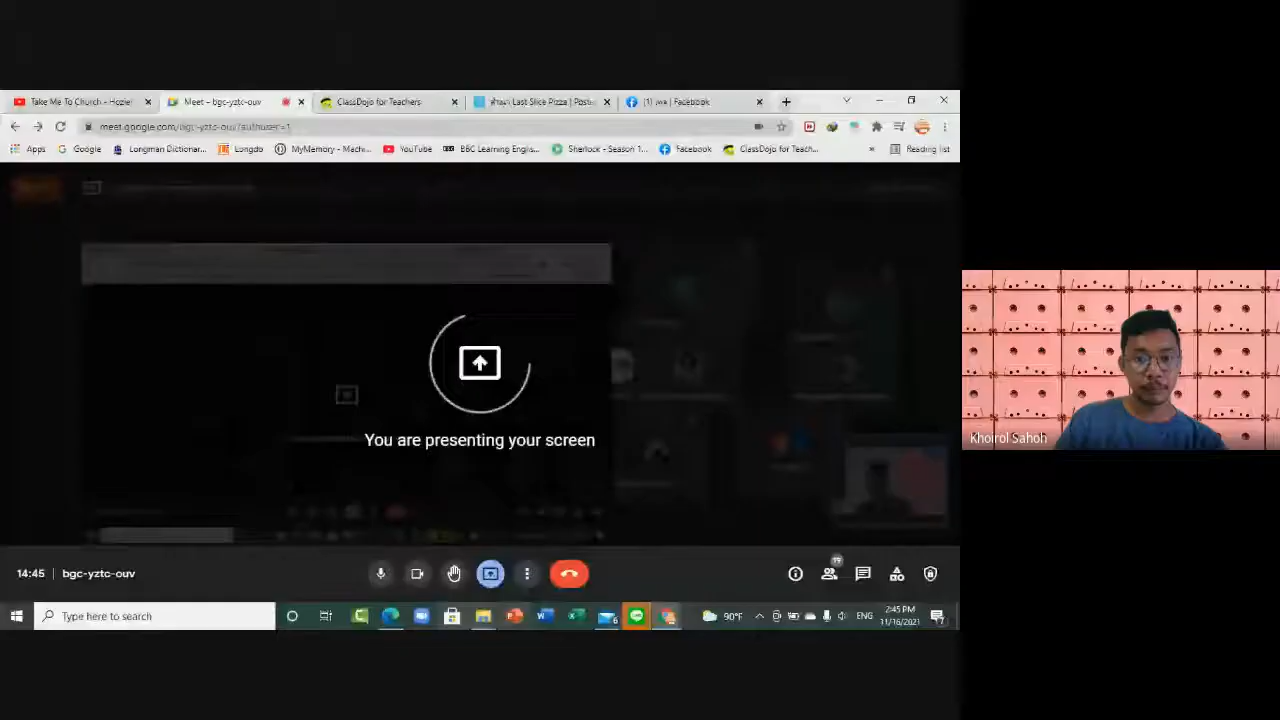 Take Me To Church - Hozier
Meet - bgc-yztc-ouv
ClassDojo for Teachers
Last Slice Pizza | Post
Facebook
meet.google.com/bgc-yztc-ouv?authuser=1
Apps
Google
Longman Dictionar...
Longdo
MyMemory - Machi...
YouTube
BBC Learning Englis...
Sherlock - Season 1...
Facebook
ClassDojo for Teach...
»
Reading list
You are presenting your screen
Khoirol Sahoh
14:45 | bgc-yztc-ouv
Type here to search
90°F
ENG
2:45 PM
11/16/2021